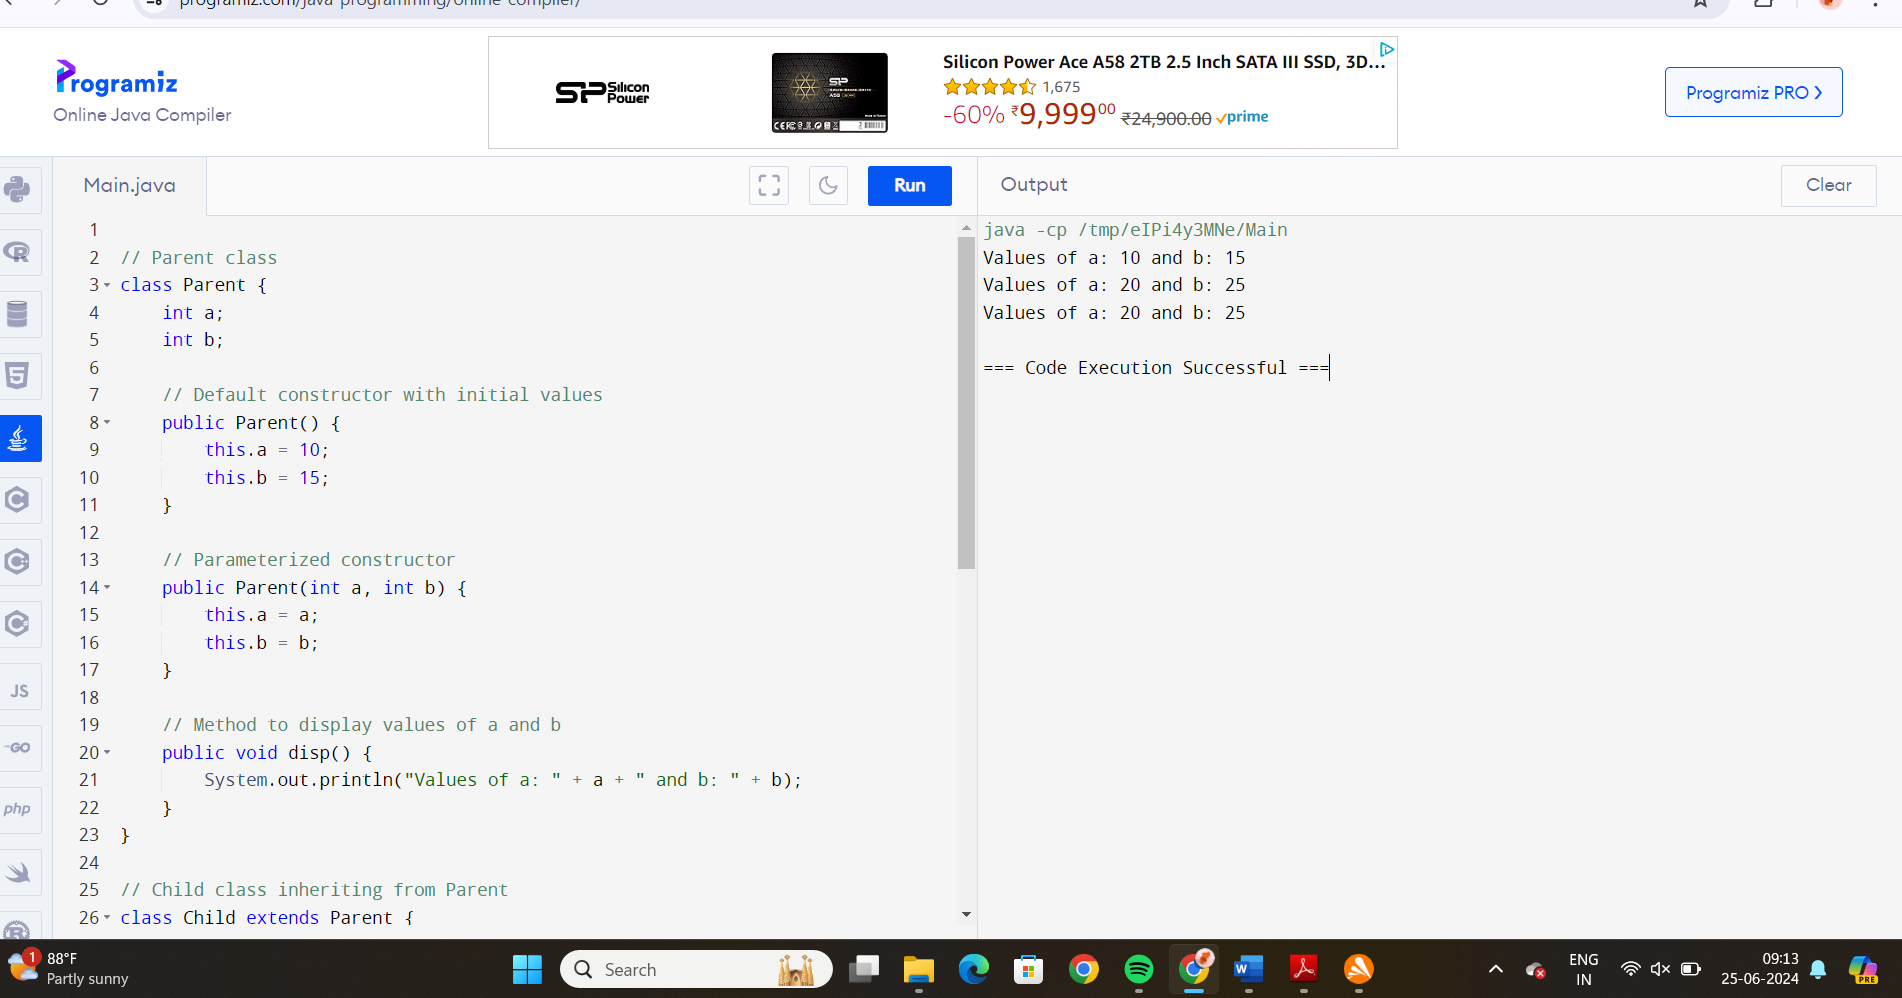 programiz.com/java-programming/online-compiler/
Programiz
Online Java Compiler
SP Silicon Power
SP
Silicon Power Ace A58 2TB 2.5 Inch SATA III SSD, 3D...
1,675
-60% ₹9,999.00 ₹24,900.00 prime
Programiz PRO >
Main.java
Run
Output
Clear
1
2 // Parent class
3 class Parent {
4 int a;
5 int b;
6
7 // Default constructor with initial values
8 public Parent() {
9 this.a = 10;
10 this.b = 15;
11 }
12
13 // Parameterized constructor
14 public Parent(int a, int b) {
15 this.a = a;
16 this.b = b;
17 }
18
19 // Method to display values of a and b
20 public void disp() {
21 System.out.println("Values of a: " + a + " and b: " + b);
22 }
23 }
24
25 // Child class inheriting from Parent
26 class Child extends Parent {
java -cp /tmp/eIPi4y3MNe/Main
Values of a: 10 and b: 15
Values of a: 20 and b: 25
Values of a: 20 and b: 25
=== Code Execution Successful ===
R
5
C
C
C
JS
GO
php
1
88°F
Partly sunny
Search
W
PRE
ENG
IN
09:13
25-06-2024